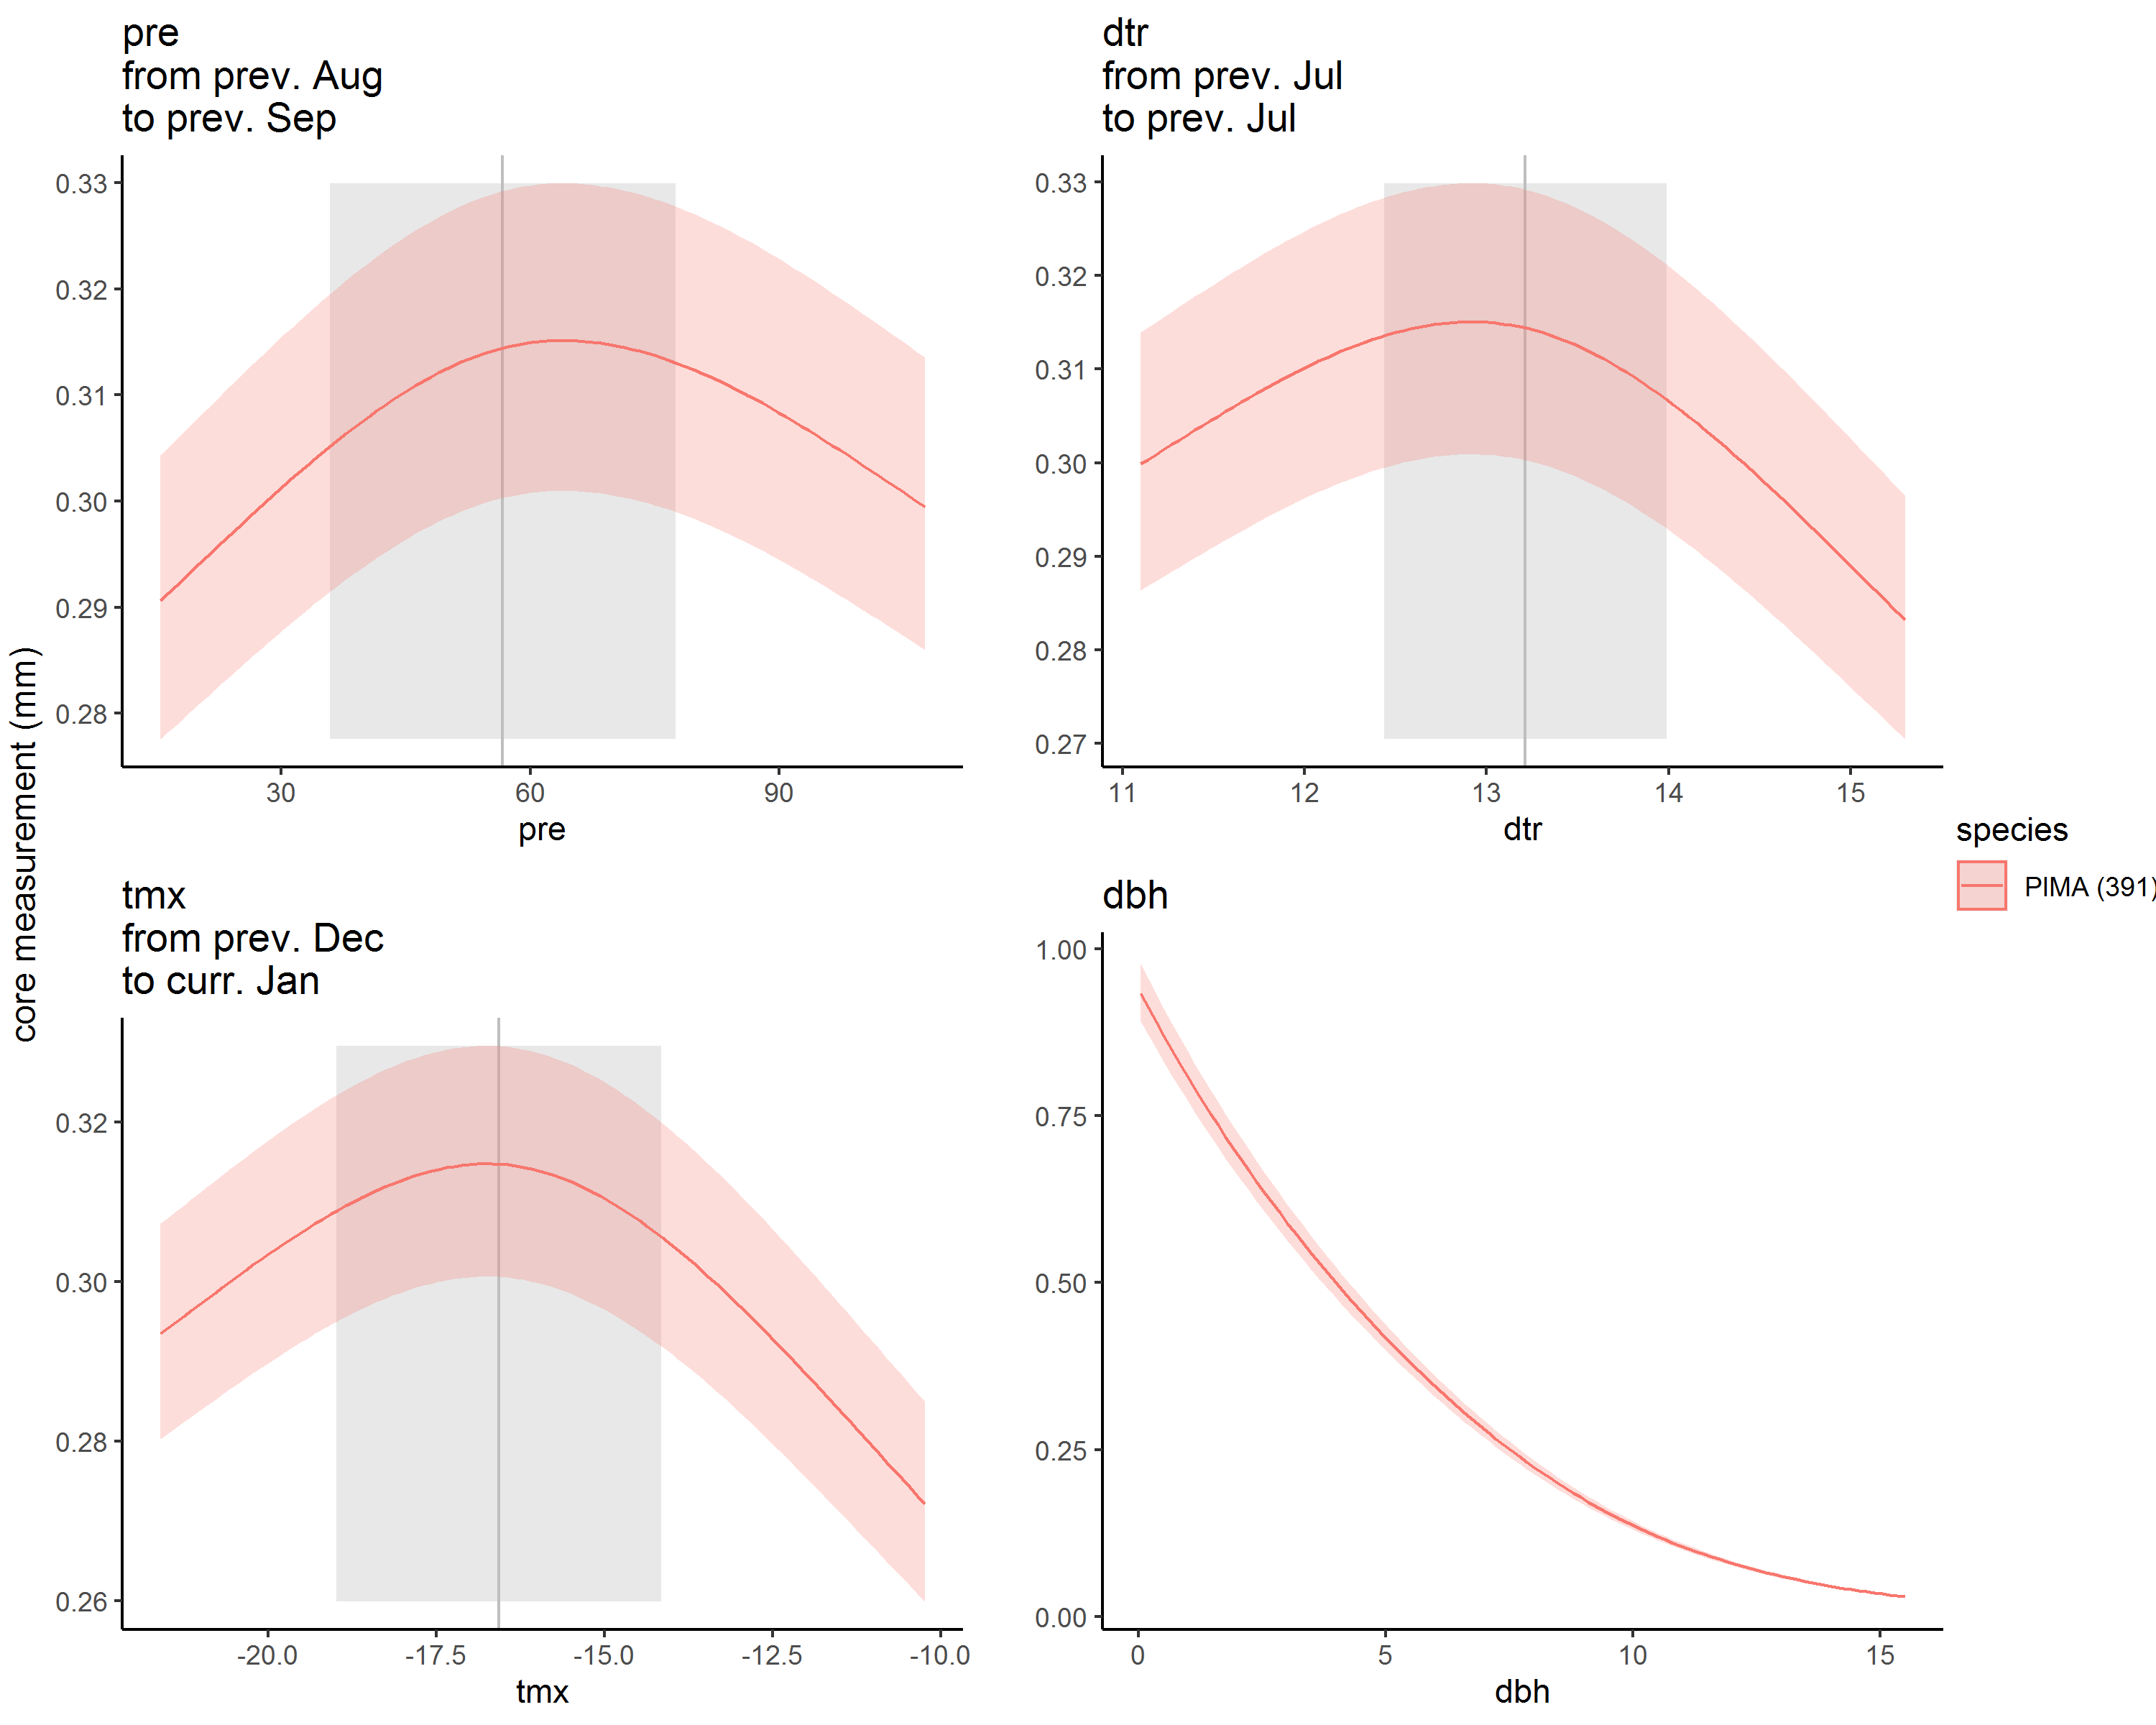 pre
from prev. Aug
to prev. Sep
0.33
0.32
0.31
0.30
0.29
0.28
30 60 90
pre
dtr
from prev. Jul
to prev. Jul
0.33
0.32
0.31
0.30
0.29
0.28
0.27
11 12 13 14 15
dtr
core measurement (mm)
tmx
from prev. Dec
to curr. Jan
0.32
0.30
0.28
0.26
-20.0 -17.5 -15.0 -12.5 -10.0
tmx
dbh
1.00
0.75
0.50
0.25
0.00
0 5 10 15
dbh
species
PIMA (391)